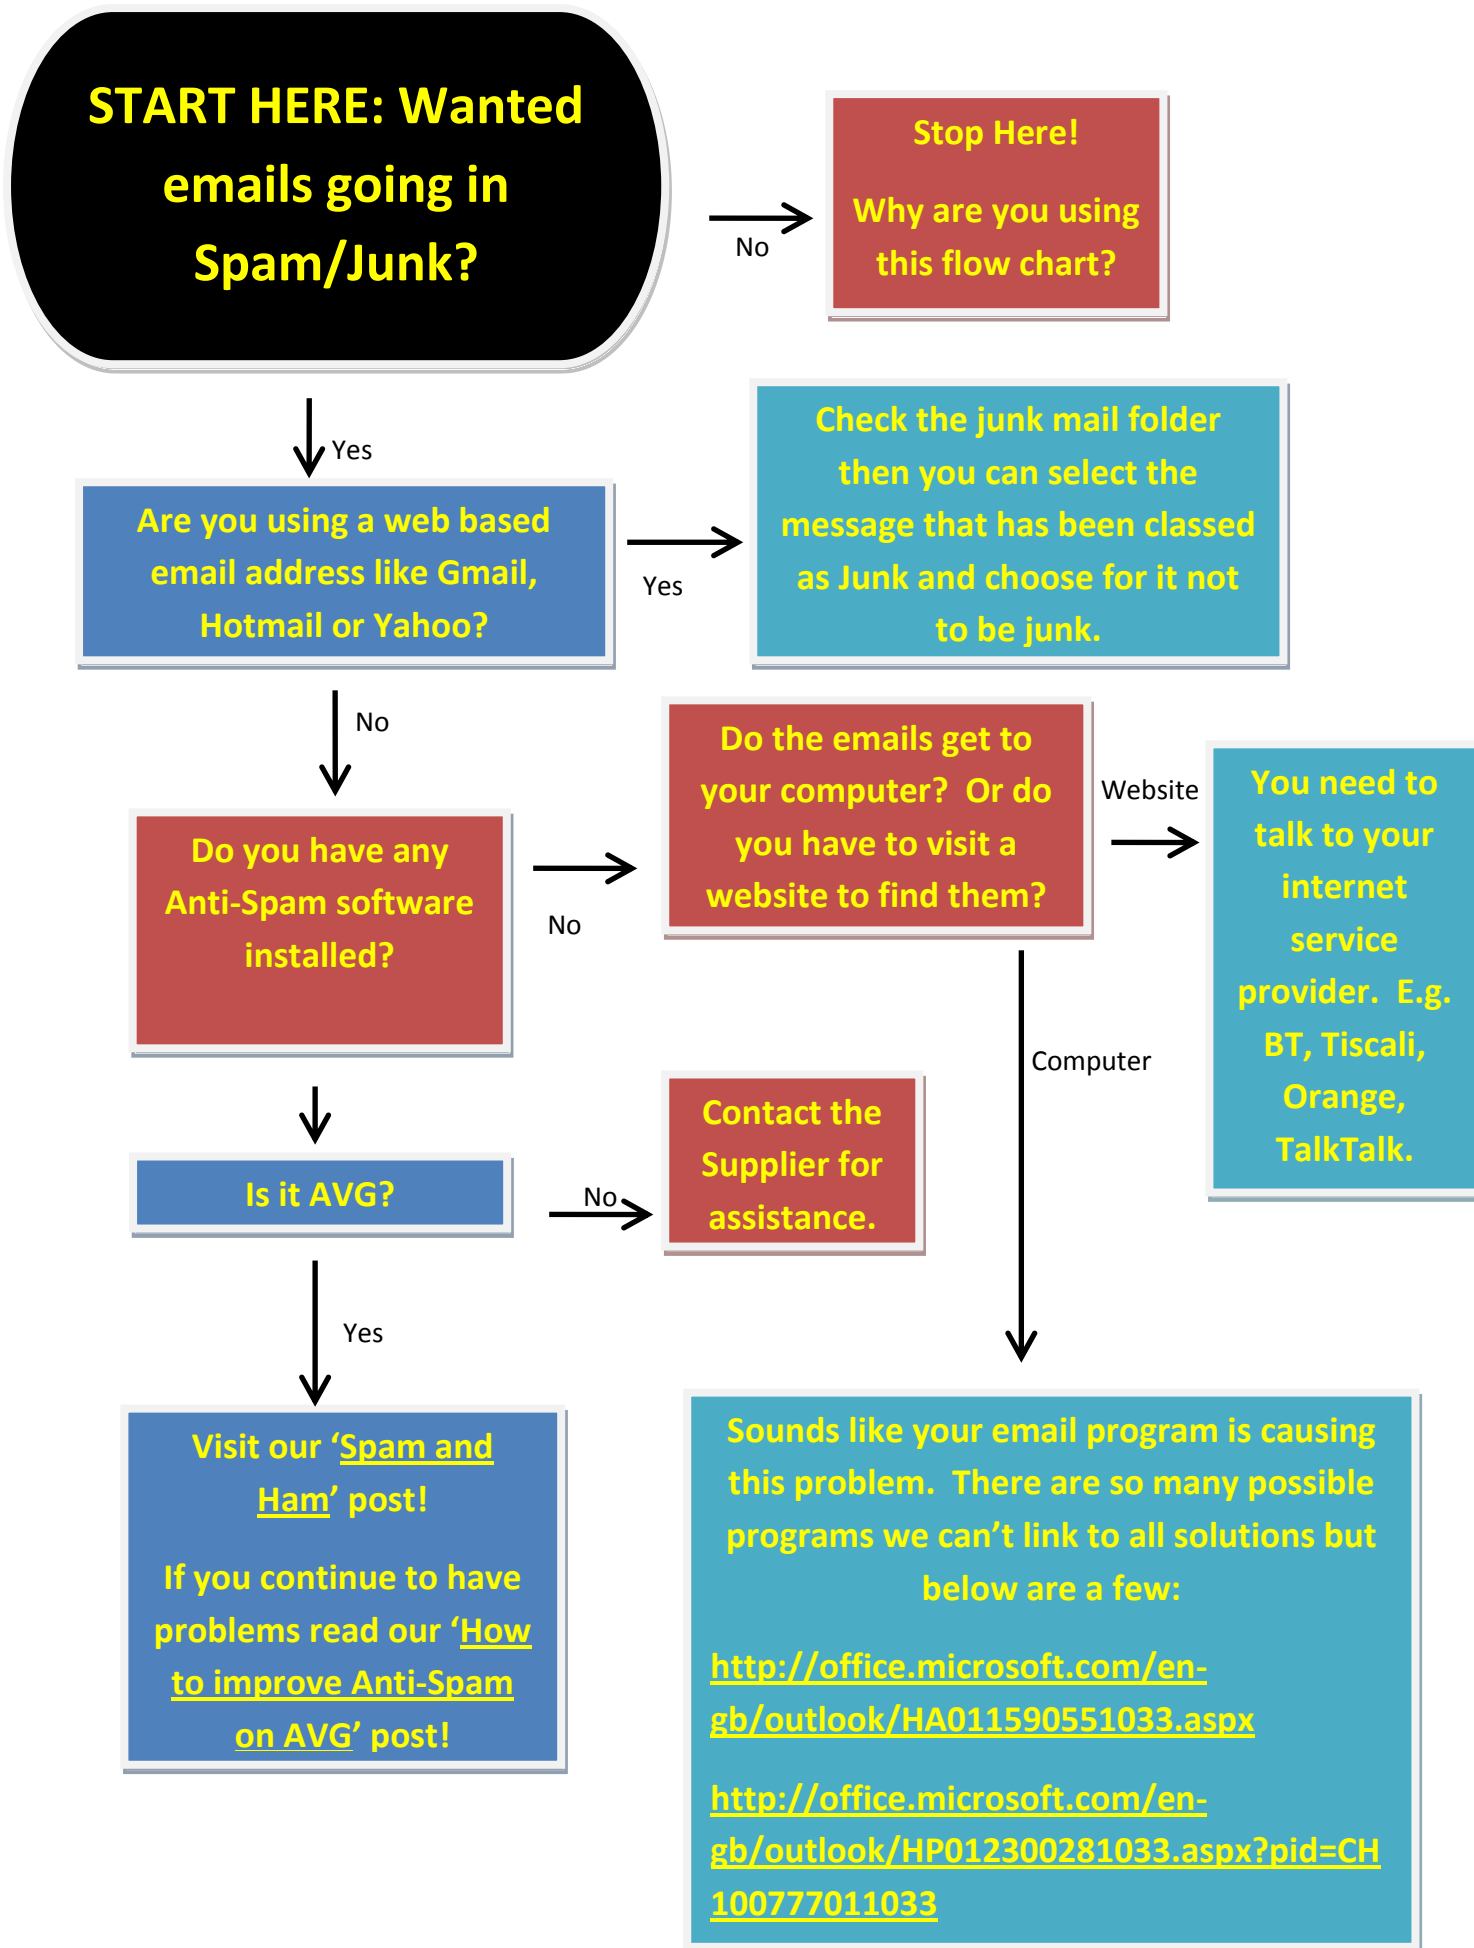 START HERE: Wanted
emails going in
Spam/Junk?
No
Stop Here!
Why are you using
this flow chart?
Yes
Are you using a web based
email address like Gmail,
Hotmail or Yahoo?
Yes
Check the junk mail folder
then you can select the
message that has been classed
as Junk and choose for it not
to be junk.
No
Do you have any
Anti-Spam software
installed?
No
Do the emails get to
your computer?  Or do
you have to visit a
website to find them?
Website
You need to
talk to your
internet
service
provider.  E.g.
BT, Tiscali,
Orange,
TalkTalk.
Computer
Is it AVG?
No
Contact the
Supplier for
assistance.
Yes
Visit our ‘Spam and
Ham’ post!
If you continue to have
problems read our ‘How
to improve Anti-Spam
on AVG’ post!
Sounds like your email program is causing
this problem.  There are so many possible
programs we can’t link to all solutions but
below are a few:
http://office.microsoft.com/en-
gb/outlook/HA011590551033.aspx
http://office.microsoft.com/en-
gb/outlook/HP012300281033.aspx?pid=CH
100777011033